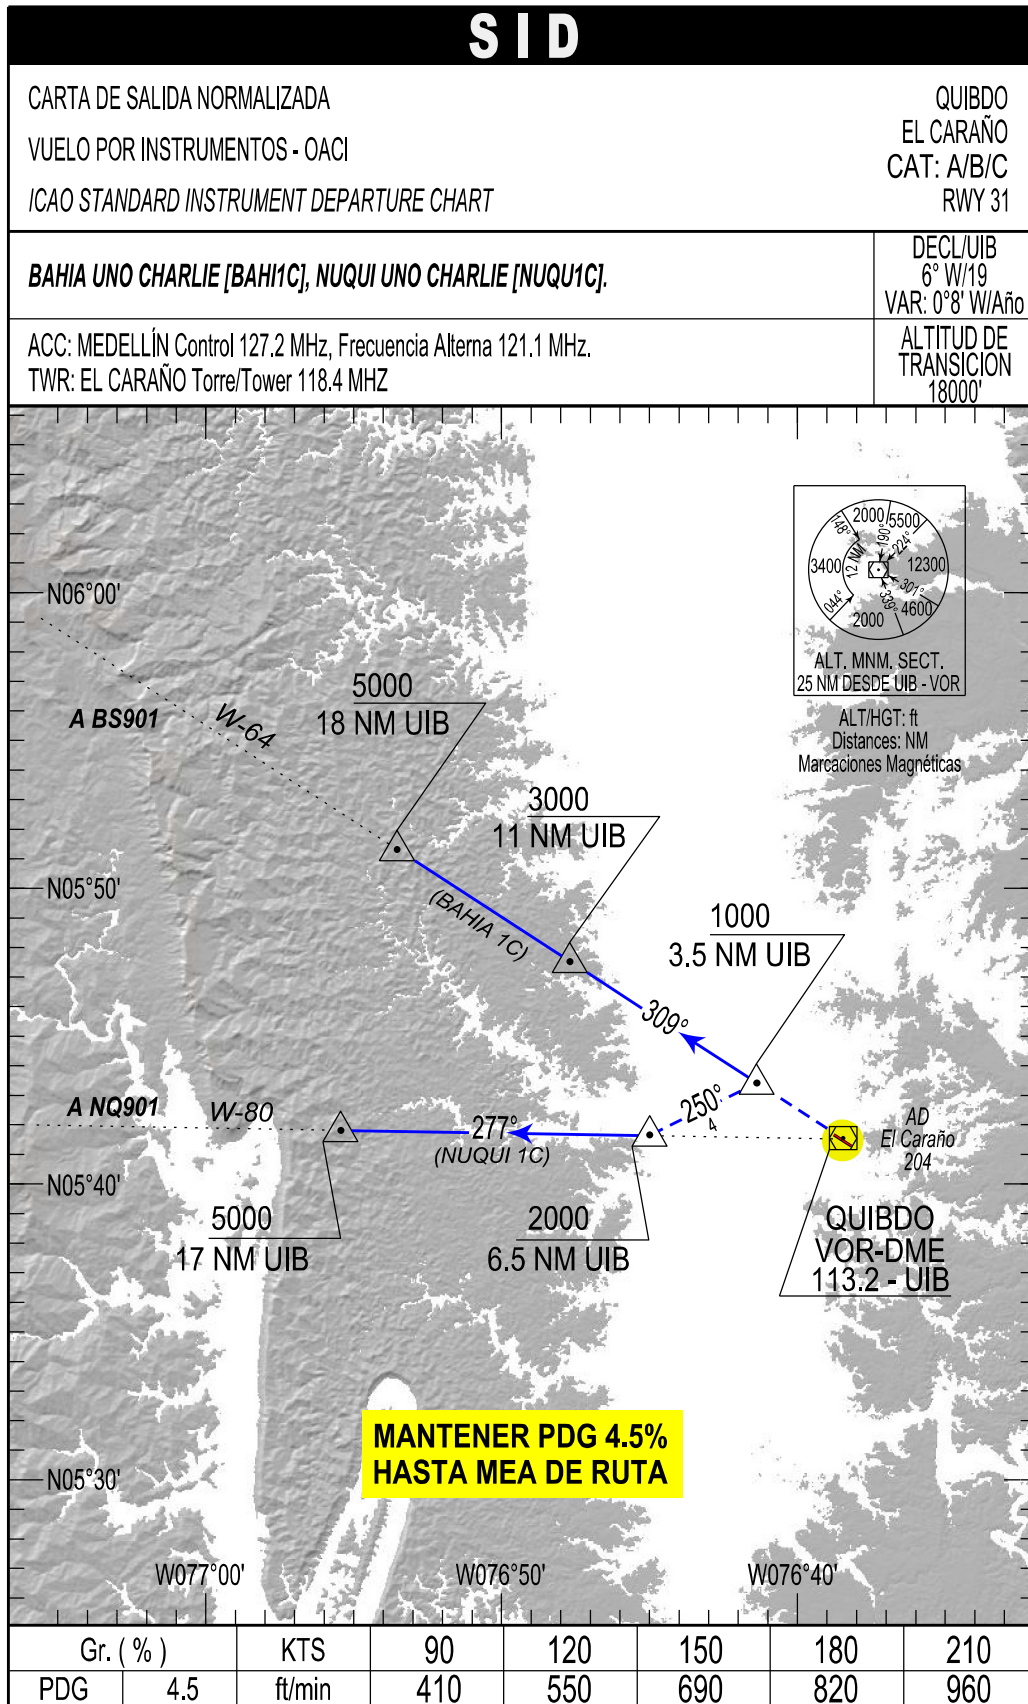 SID
CARTA DE SALIDA NORMALIZADA
VUELO POR INSTRUMENTOS - OACI
ICAO STANDARD INSTRUMENT DEPARTURE CHART
QUIBDO
EL CARAÑO
CAT: A/B/C
RWY 31
BAHIA UNO CHARLIE [BAHI1C], NUQUI UNO CHARLIE [NUQU1C].
DECL/UIB
6° W/19
VAR: 0°8' W/Año
ACC: MEDELLÍN Control 127.2 MHz, Frecuencia Alterna 121.1 MHz.
TWR: EL CARAÑO Torre/Tower 118.4 MHZ
ALTITUD DE
TRANSICION
18000'
148°
2000
5500
190°
224°
3400
12 NM
12300
044°
301°
339°
4600
2000
ALT. MNM. SECT.
25 NM DESDE UIB - VOR
ALT/HGT: ft
Distances: NM
Marcaciones Magnéticas
N06°00'
A BS901
W-64
5000
18 NM UIB
3000
11 NM UIB
N05°50'
(BAHIA 1C)
1000
3.5 NM UIB
309°
A NQ901
W-80
277°
(NUQUI 1C)
250°
4
AD
El Caraño
204
N05°40'
5000
17 NM UIB
2000
6.5 NM UIB
QUIBDO
VOR-DME
113.2 - UIB
MANTENER PDG 4.5%
HASTA MEA DE RUTA
N05°30'
W077°00'
W076°50'
W076°40'
Gr. ( % ) KTS 90 120 150 180 210
PDG 4.5 ft/min 410 550 690 820 960